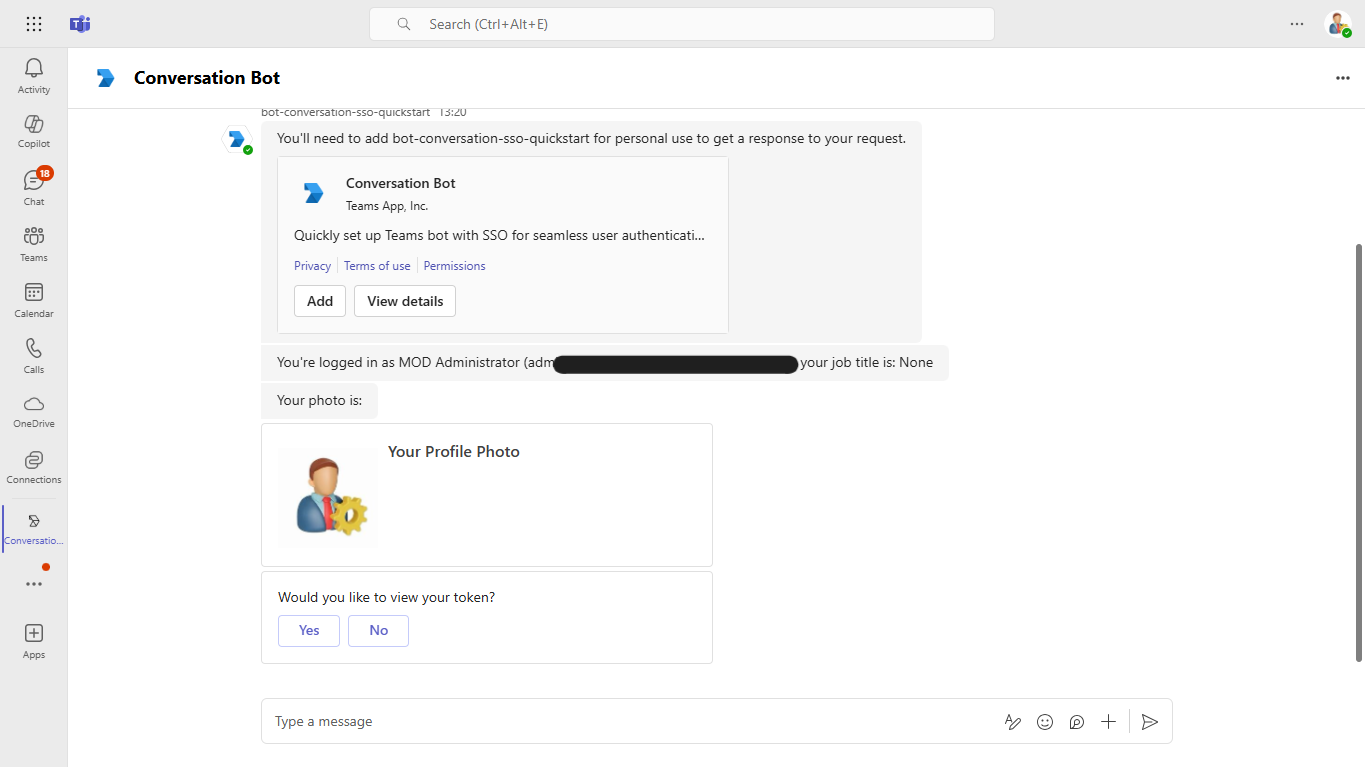 Search (Ctrl+Alt+E)
Conversation Bot
Activity
Copilot
18
Chat
Teams
Calendar
Calls
OneDrive
Connections
Conversatio...
Apps
bot-conversation-sso-quickstart 13:20
You'll need to add bot-conversation-sso-quickstart for personal use to get a response to your request.
Conversation Bot
Teams App, Inc.
Quickly set up Teams bot with SSO for seamless user authenticati...
Privacy Terms of use Permissions
Add View details
You're logged in as MOD Administrator (adm your job title is: None
Your photo is:
Your Profile Photo
Would you like to view your token?
Yes No
Type a message